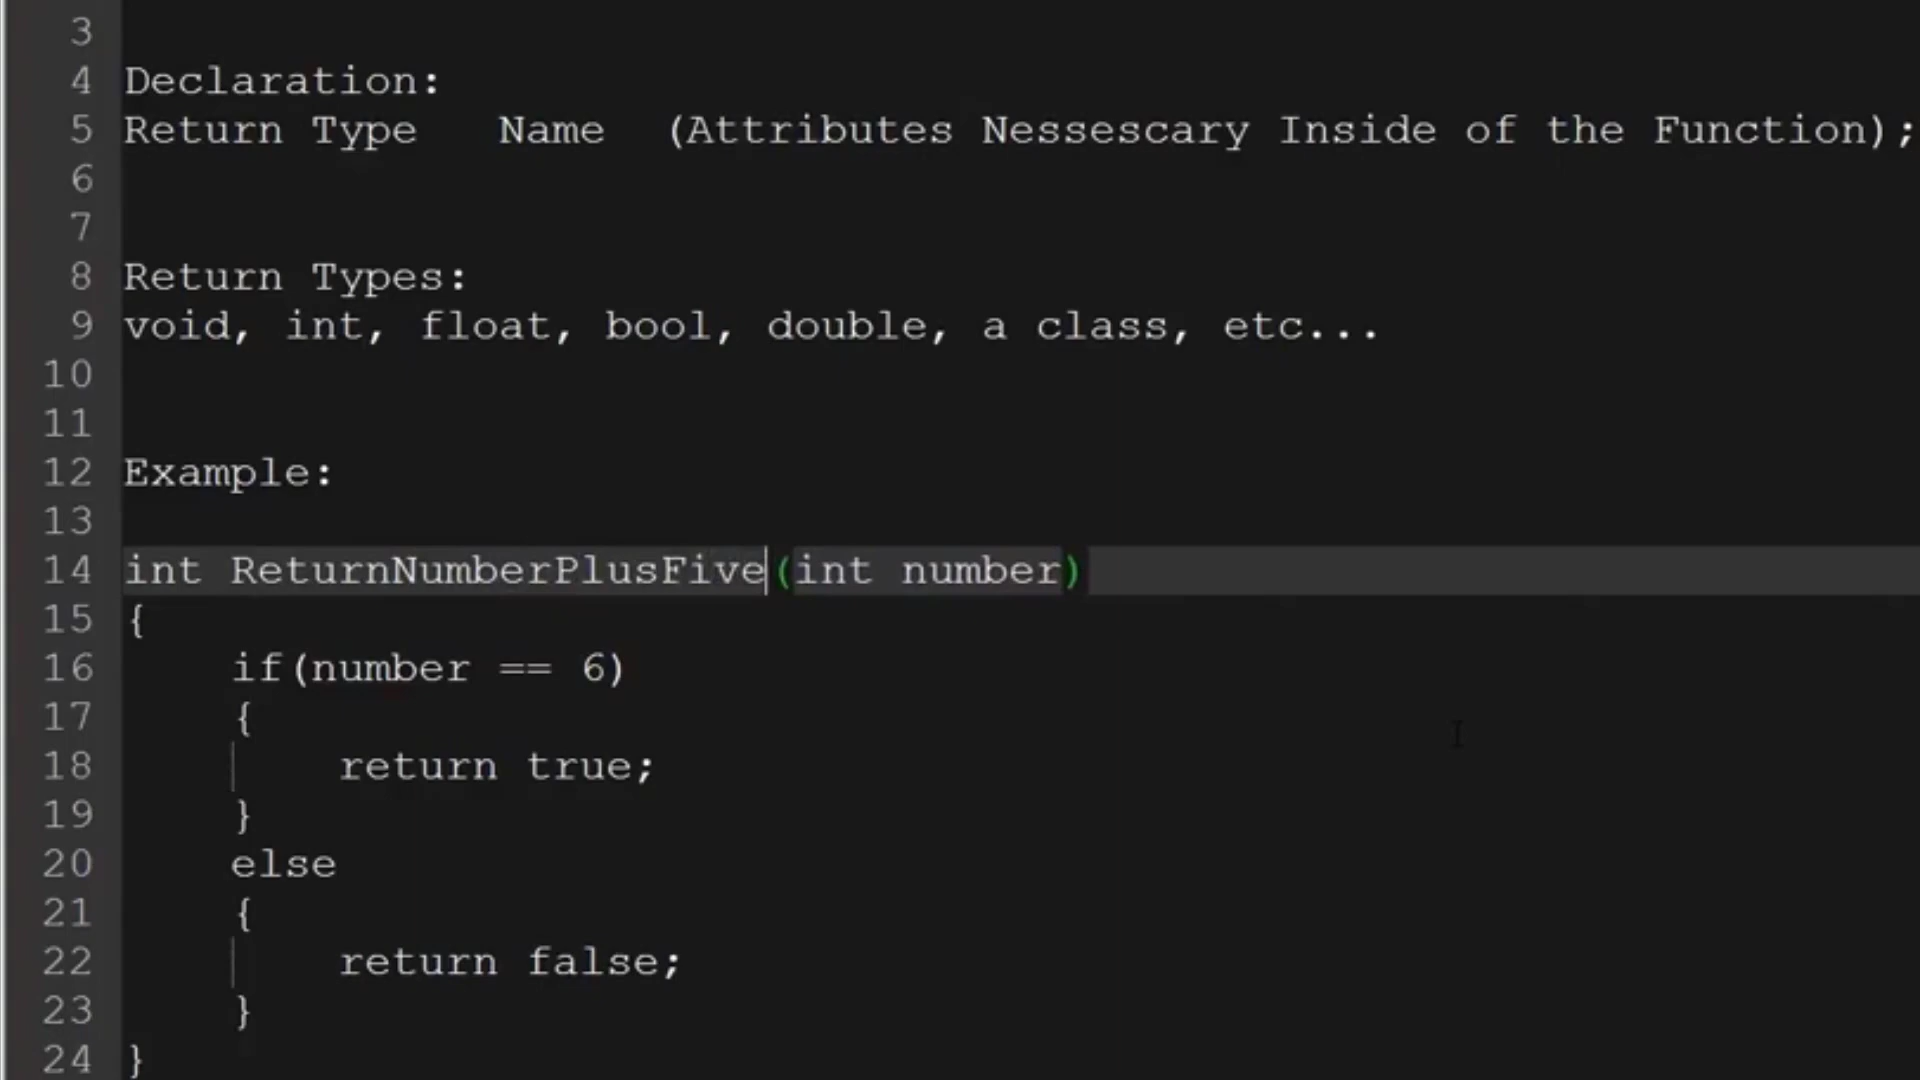 3
4 Declaration:
5 Return Type   Name  (Attributes Nessescary Inside of the Function);
6
7
8 Return Types:
9 void, int, float, bool, double, a class, etc...
10
11
12 Example:
13
14 int ReturnNumberPlusFive(int number)
15 {
16     if(number == 6)
17     {
18         return true;
19     }
20     else
21     {
22         return false;
23     }
24 }